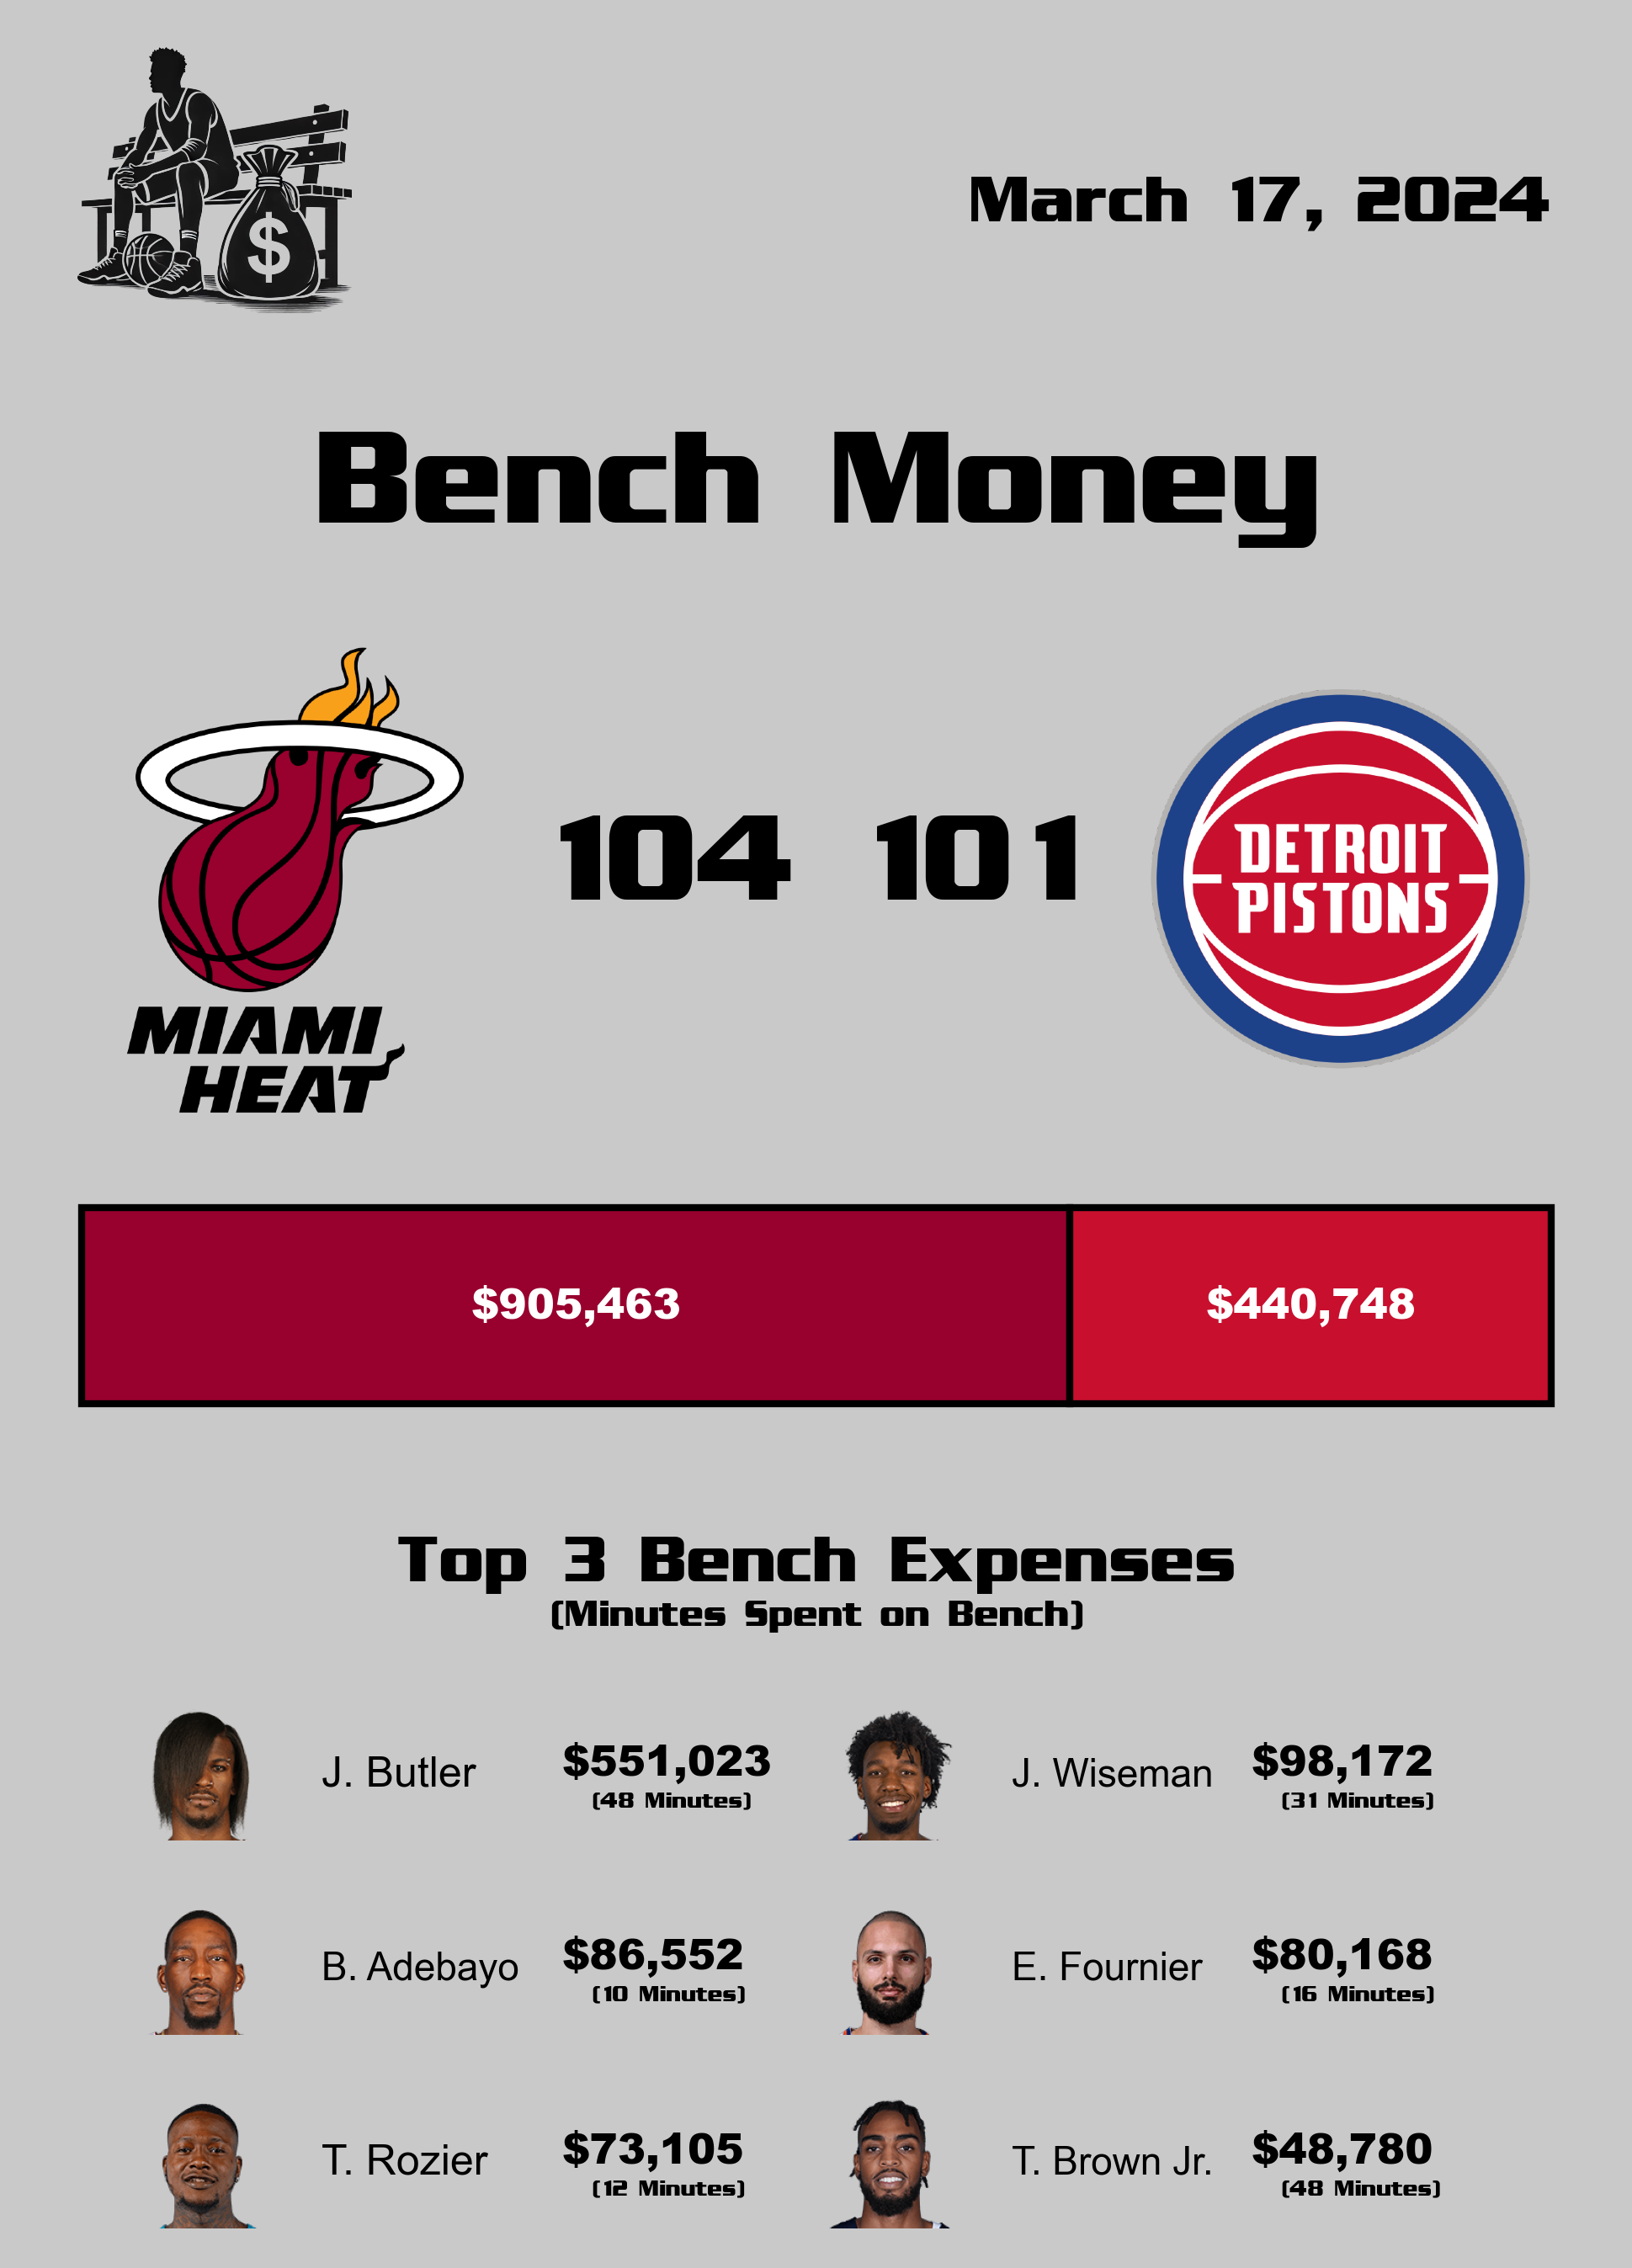 $
March 17, 2024
Bench Money
104 101
MIAMI
HEAT
DETROIT
PISTONS
$905,463 $440,748
Top 3 Bench Expenses
(Minutes Spent on Bench)
J. Butler $551,023
(48 Minutes)
J. Wiseman $98,172
(31 Minutes)
B. Adebayo $86,552
(10 Minutes)
E. Fournier $80,168
(16 Minutes)
T. Rozier $73,105
(12 Minutes)
T. Brown Jr. $48,780
(48 Minutes)